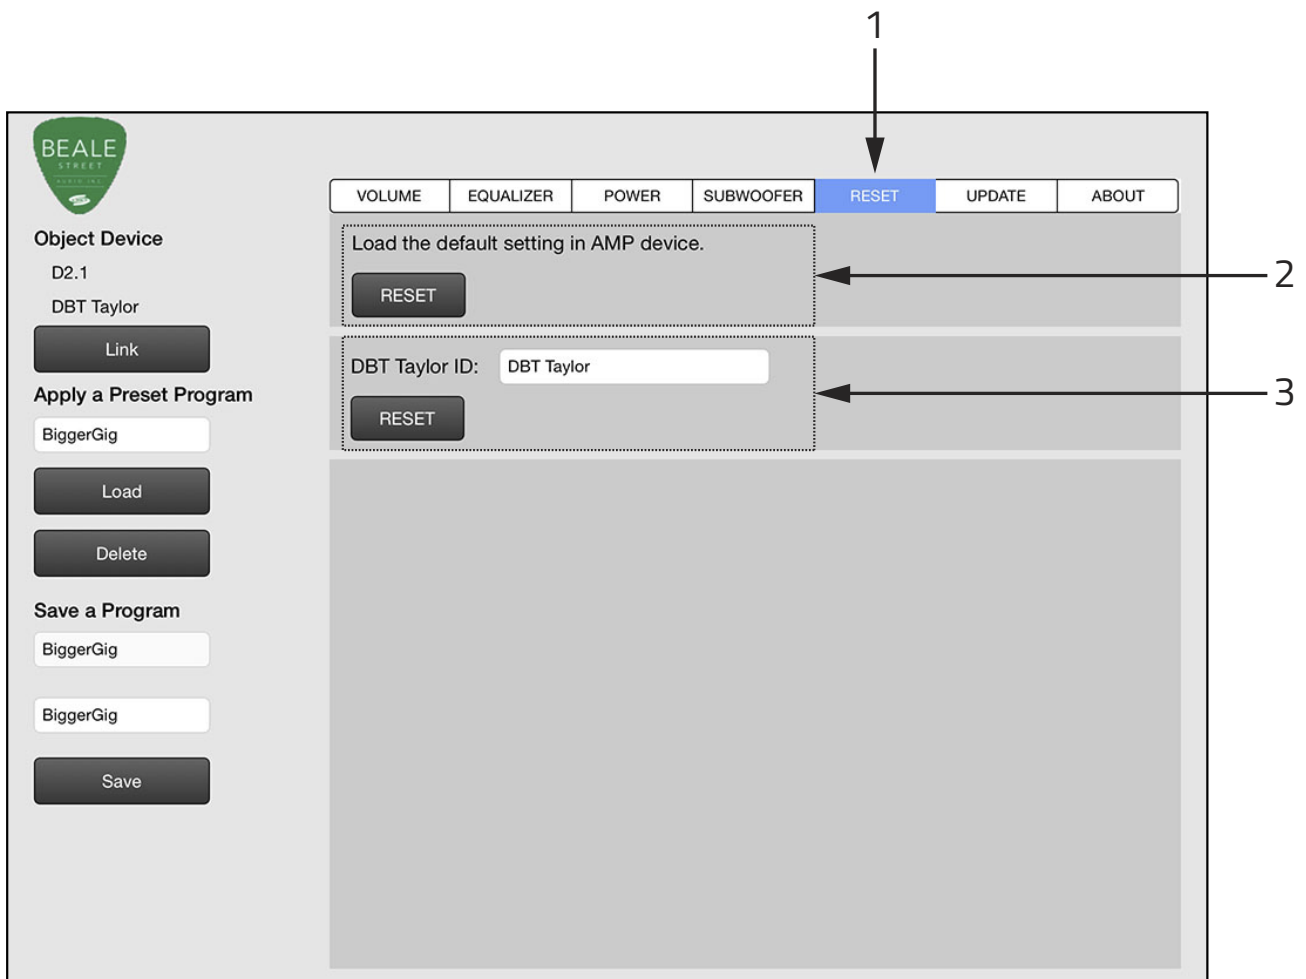 1
BEALE
STREET
AUDIO INC.
VOLUME EQUALIZER POWER SUBWOOFER RESET UPDATE ABOUT
Object Device
D2.1
DBT Taylor
Link
Apply a Preset Program
BiggerGig
Load
Delete
Save a Program
BiggerGig
BiggerGig
Save
Load the default setting in AMP device.
RESET
2
DBT Taylor ID: DBT Taylor
RESET
3